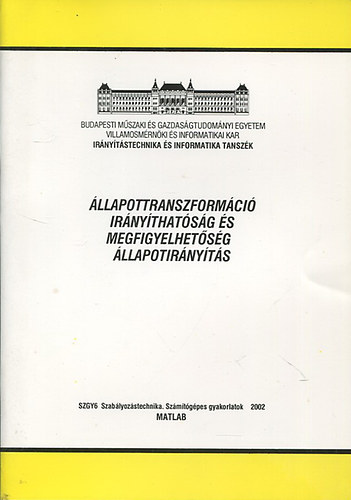 BUDAPESTI MŰSZAKI ÉS GAZDASÁGTUDOMÁNYI EGYETEM
VILLAMOSMÉRNÖKI ÉS INFORMATIKAI KAR
IRÁNYÍTÁSTECHNIKA ÉS INFORMATIKA TANSZÉK
ÁLLAPOTTRANSZFORMÁCIÓ
IRÁNYÍTHATÓSÁG ÉS
MEGFIGYELHETŐSÉG
ÁLLAPOTIRÁNYÍTÁS
SZGY6 Szabályozástechnika. Számítógépes gyakorlatok 2002
MATLAB